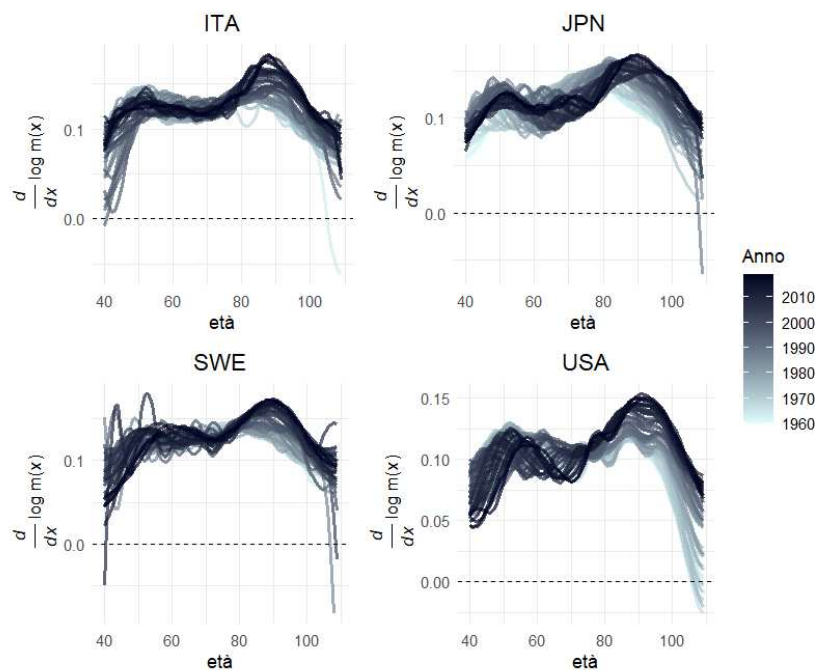 ITA
JPN
0.1
0.0
d/dx log m(x)
40
60
80
100
età
0.1
0.0
d/dx log m(x)
40
60
80
100
età
Anno
2010
2000
1990
1980
1970
1960
SWE
USA
0.1
0.0
d/dx log m(x)
40
60
80
100
età
0.15
0.10
0.05
0.00
d/dx log m(x)
40
60
80
100
età